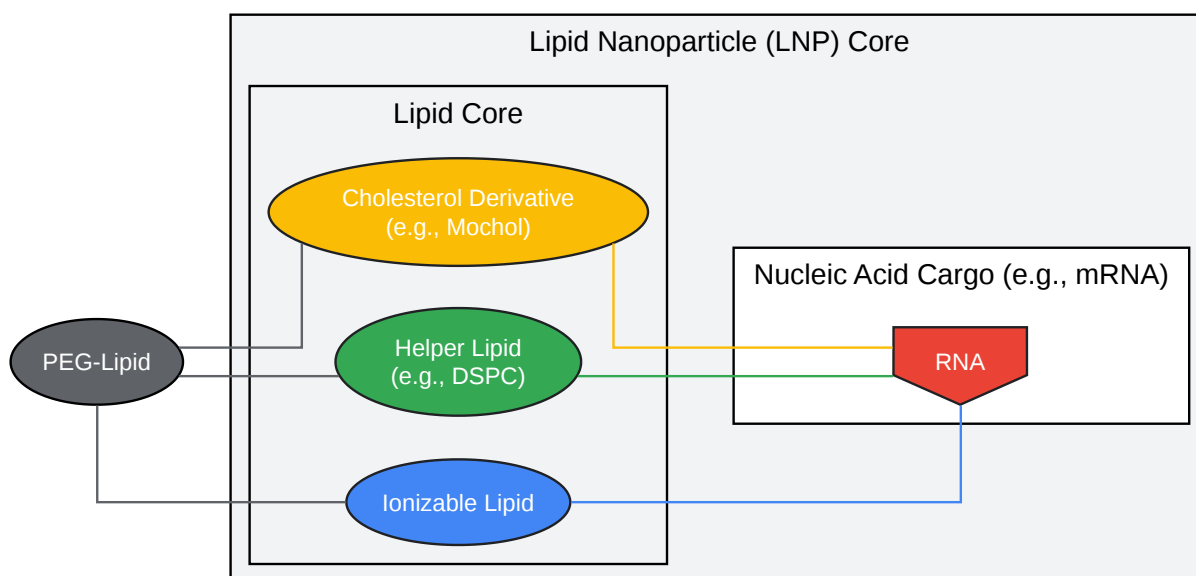 Lipid Nanoparticle (LNP) Core
Lipid Core
Cholesterol Derivative
(e.g., Mochol)
Nucleic Acid Cargo (e.g., mRNA)
PEG-Lipid
Helper Lipid
(e.g., DSPC)
RNA
Ionizable Lipid